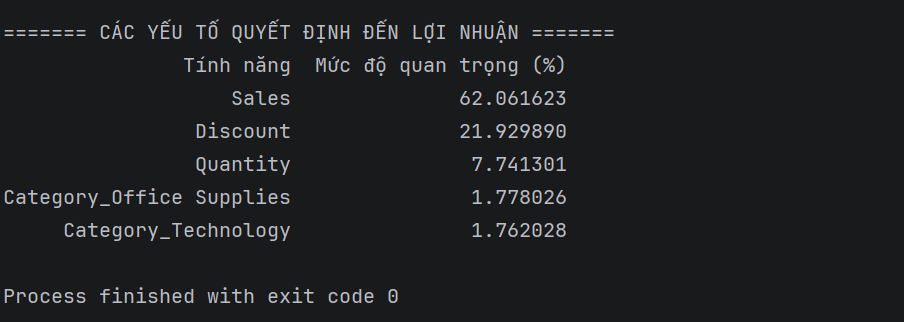 ======= CÁC YẾU TỐ QUYẾT ĐỊNH ĐẾN LỢI NHUẬN =======
Tính năng  Mức độ quan trọng (%)
Sales  62.061623
Discount  21.929890
Quantity  7.741301
Category_Office Supplies  1.778026
Category_Technology  1.762028
Process finished with exit code 0